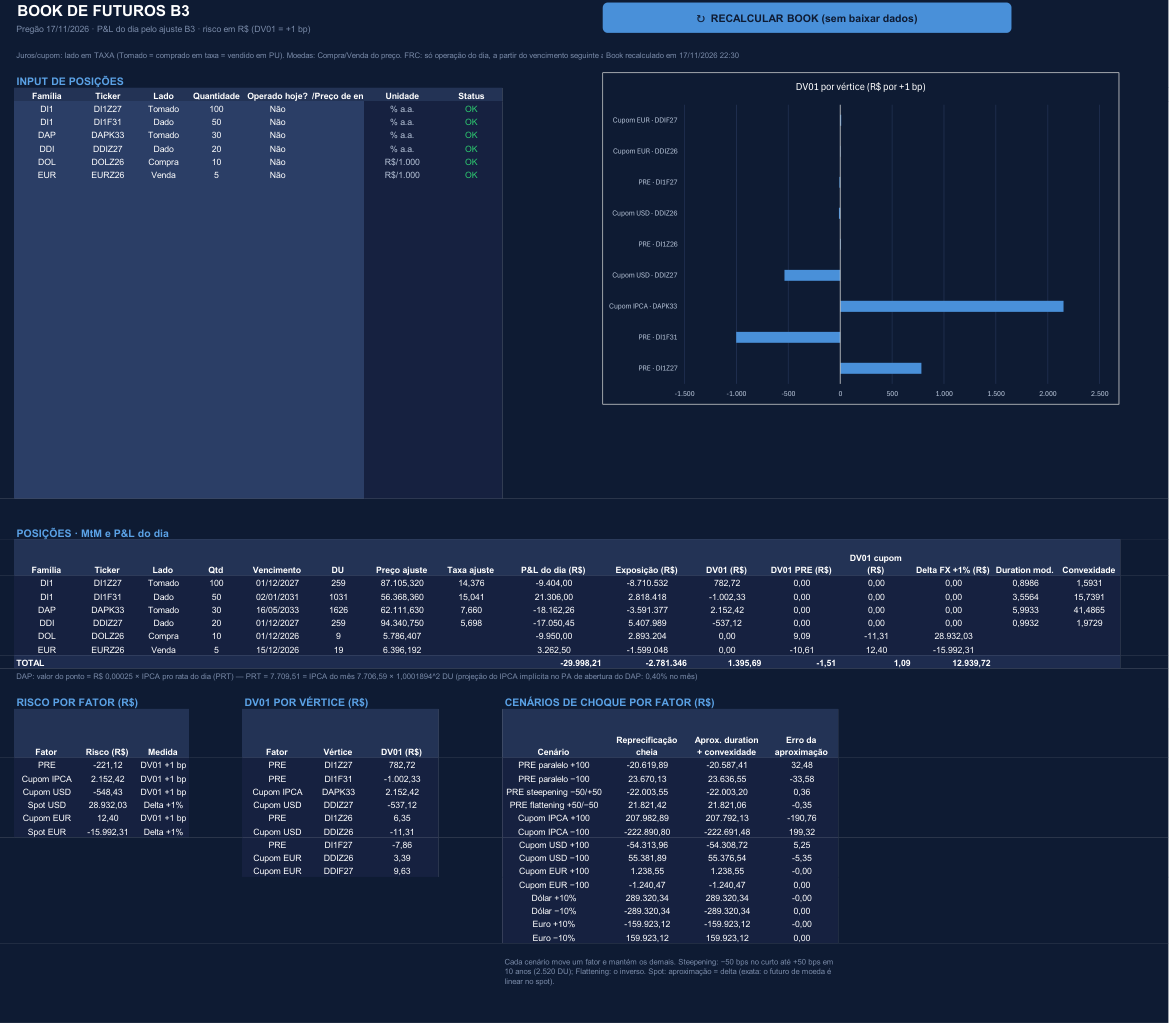 BOOK DE FUTUROS B3
↻ RECALCULAR BOOK (sem baixar dados)
Pregão 17/11/2026 · P&L do dia pelo ajuste B3 · risco em R$ (DV01 = +1 bp)
Juros/cupom: lado em TAXA (Tomado = comprado em taxa = vendido em PU). Moedas: Compra/Venda do preço. FRC: só operação do dia, a partir do vencimento seguinte Book recalculado em 17/11/2026 22:30
INPUT DE POSIÇÕES
Família Ticker Lado Quantidade Operado hoje? /Preço de en Unidade Status
DI1 DI1Z27 Tomado 100 Não % a.a. OK
DI1 DI1F31 Dado 50 Não % a.a. OK
DAP DAPK33 Tomado 30 Não % a.a. OK
DDI DDIZ27 Dado 20 Não % a.a. OK
DOL DOLZ26 Compra 10 Não R$/1.000 OK
EUR EURZ26 Venda 5 Não R$/1.000 OK
DV01 por vértice (R$ por +1 bp)
Cupom EUR · DDIF27
Cupom EUR · DDIZ26
PRE · DI1F27
Cupom USD · DDIZ26
PRE · DI1Z26
Cupom USD · DDIZ27
Cupom IPCA · DAPK33
PRE · DI1F31
PRE · DI1Z27
-1.500 -1.000 -500 0 500 1.000 1.500 2.000 2.500
POSIÇÕES · MtM e P&L do dia
DV01 cupom
Família Ticker Lado Qtd Vencimento DU Preço ajuste Taxa ajuste P&L do dia (R$) Exposição (R$) DV01 (R$) DV01 PRE (R$) (R$) Delta FX +1% (R$) Duration mod. Convexidade
DI1 DI1Z27 Tomado 100 01/12/2027 259 87.105,320 14,376 -9.404,00 -8.710.532 782,72 0,00 0,00 0,00 0,8986 1,5931
DI1 DI1F31 Dado 50 02/01/2031 1031 56.368,360 15,041 21.306,00 2.818.418 -1.002,33 0,00 0,00 0,00 3,5564 15,7391
DAP DAPK33 Tomado 30 16/05/2033 1626 62.111,630 7,660 -18.162,26 -3.591.377 2.152,42 0,00 0,00 0,00 5,9933 41,4865
DDI DDIZ27 Dado 20 01/12/2027 259 94.340,750 5,698 -17.050,45 5.407.989 -537,12 0,00 0,00 0,00 0,9932 1,9729
DOL DOLZ26 Compra 10 01/12/2026 9 5.786,407 -9.950,00 2.893.204 0,00 9,09 -11,31 28.932,03
EUR EURZ26 Venda 5 15/12/2026 19 6.396,192 3.262,50 -1.599.048 0,00 -10,61 12,40 -15.992,31
TOTAL -29.998,21 -2.781.346 1.395,69 -1,51 1,09 12.939,72
DAP: valor do ponto = R$ 0,00025 × IPCA pro rata do dia (PRT) — PRT = 7.709,51 = IPCA do mês 7.706,59 × 1,0001894^2 DU (projeção do IPCA implícita no PA de abertura do DAP: 0,40% no mês)
RISCO POR FATOR (R$)
Fator Risco (R$) Medida
PRE -221,12 DV01 +1 bp
Cupom IPCA 2.152,42 DV01 +1 bp
Cupom USD -548,43 DV01 +1 bp
Spot USD 28.932,03 Delta +1%
Cupom EUR 12,40 DV01 +1 bp
Spot EUR -15.992,31 Delta +1%
DV01 POR VÉRTICE (R$)
Fator Vértice DV01 (R$)
PRE DI1Z27 782,72
PRE DI1F31 -1.002,33
Cupom IPCA DAPK33 2.152,42
Cupom USD DDIZ27 -537,12
PRE DI1Z26 6,35
Cupom USD DDIZ26 -11,31
PRE DI1F27 -7,86
Cupom EUR DDIZ26 3,39
Cupom EUR DDIF27 9,63
CENÁRIOS DE CHOQUE POR FATOR (R$)
Reprecificação Aprox. duration Erro da
Cenário cheia + convexidade aproximação
PRE paralelo +100 -20.619,89 -20.587,41 32,48
PRE paralelo −100 23.670,13 23.636,55 -33,58
PRE steepening −50/+50 -22.003,55 -22.003,20 0,36
PRE flattening +50/−50 21.821,42 21.821,06 -0,35
Cupom IPCA +100 207.982,89 207.792,13 -190,76
Cupom IPCA −100 -222.890,80 -222.691,48 199,32
Cupom USD +100 -54.313,96 -54.308,72 5,25
Cupom USD −100 55.381,89 55.376,54 -5,35
Cupom EUR +100 1.238,55 1.238,55 -0,00
Cupom EUR −100 -1.240,47 -1.240,47 0,00
Dólar +10% 289.320,34 289.320,34 -0,00
Dólar −10% -289.320,34 -289.320,34 0,00
Euro +10% -159.923,12 -159.923,12 -0,00
Euro −10% 159.923,12 159.923,12 0,00
Cada cenário move um fator e mantém os demais. Steepening: −50 bps no curto até +50 bps em
10 anos (2.520 DU); Flattening: o inverso. Spot: aproximação = delta (exata: o futuro de moeda é
linear no spot).